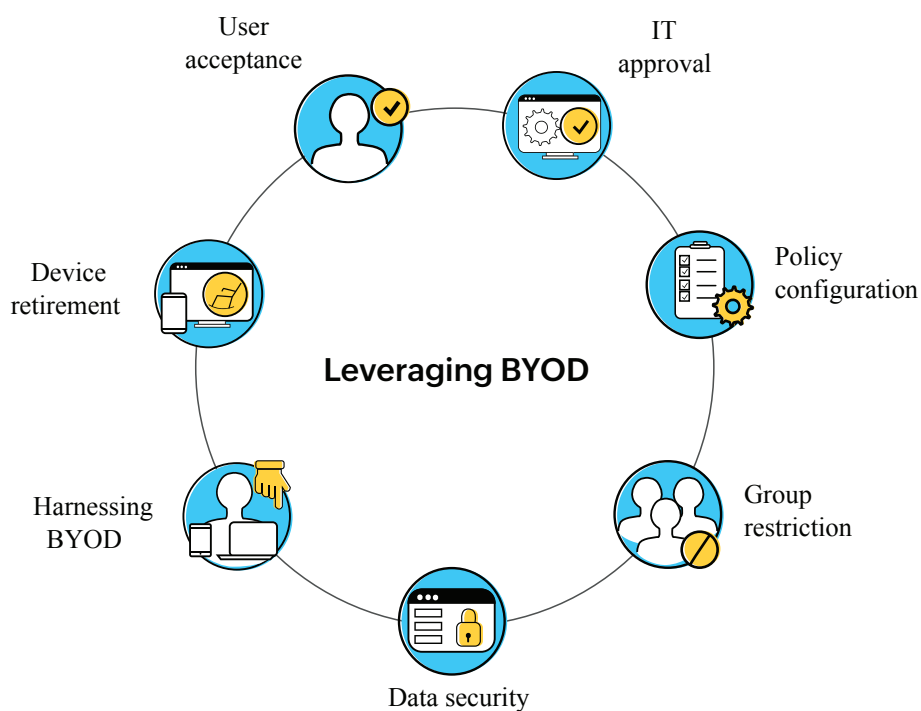 User
acceptance
IT
approval
Policy
configuration
Group
restriction
Data security
Harnessing
BYOD
Device
retirement
Leveraging BYOD